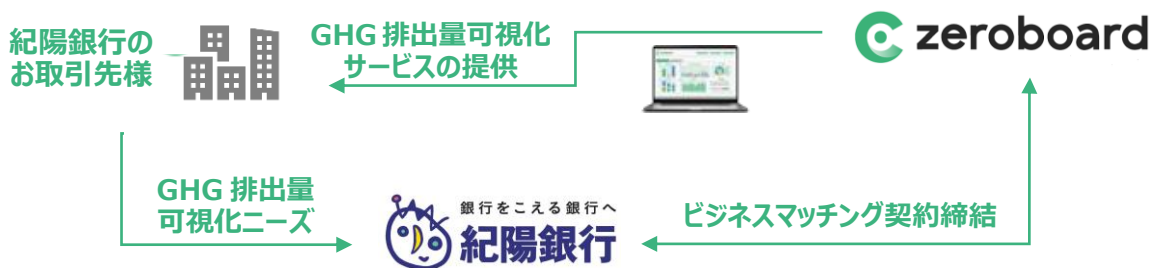 紀陽銀行の
お取引先様
GHG 排出量可視化
サービスの提供
zeroboard
GHG 排出量
可視化ニーズ
銀行をこえる銀行へ
紀陽銀行
ビジネスマッチング契約締結